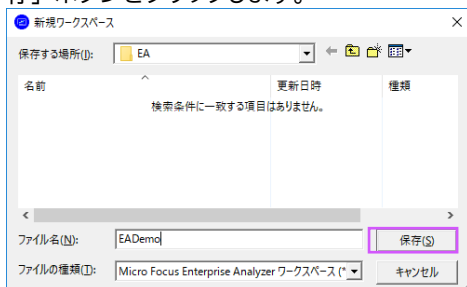 存」ボタンをクリックします。
新規ワークスペース
保存する場所(I): EA
名前 更新日時 種類
検索条件に一致する項目はありません。
ファイル名(N): EADemo 保存(S)
ファイルの種類(T): Micro Focus Enterprise Analyzer ワークスペース (* キャンセル